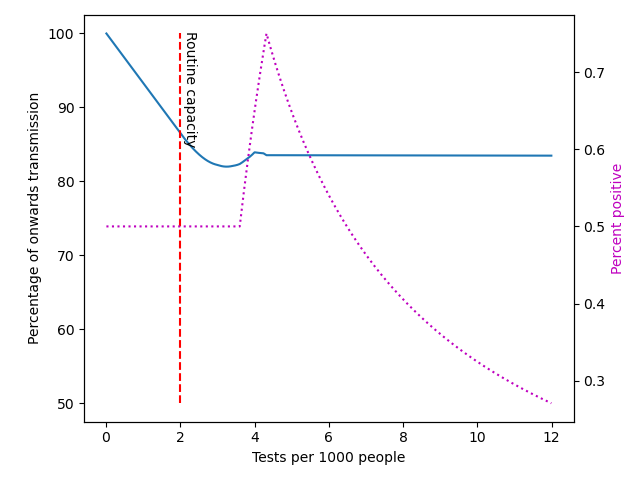 100
90
80
70
60
50
Percentage of onwards transmission
Routine capacity
0.7
0.6
0.5
0.4
0.3
Percent positive
0 2 4 6 8 10 12
Tests per 1000 people